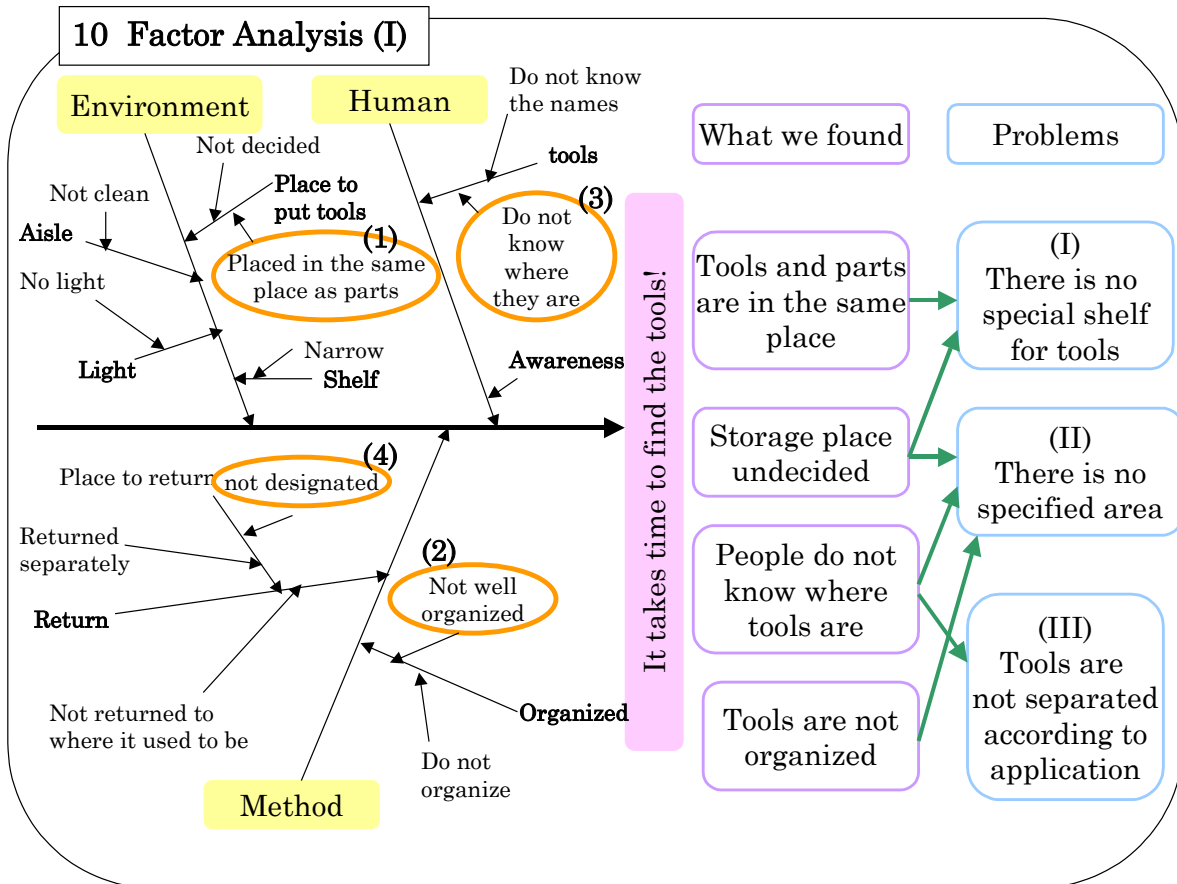 10 Factor Analysis (I)
Environment
Human
Do not know
the names
Not decided
tools
Not clean
Place to
put tools
(3)
Do not
know
where
they are
Aisle
(1)
Placed in the same
place as parts
No light
Light
Narrow
Shelf
Awareness
(4)
Place to return
not designated
Returned
separately
(2)
Not well
organized
Return
Not returned to
where it used to be
Organized
Do not
organize
Method
It takes time to find the tools!
What we found
Problems
Tools and parts
are in the same
place
(I)
There is no
special shelf
for tools
Storage place
undecided
(II)
There is no
specified area
People do not
know where
tools are
(III)
Tools are
not separated
according to
application
Tools are not
organized